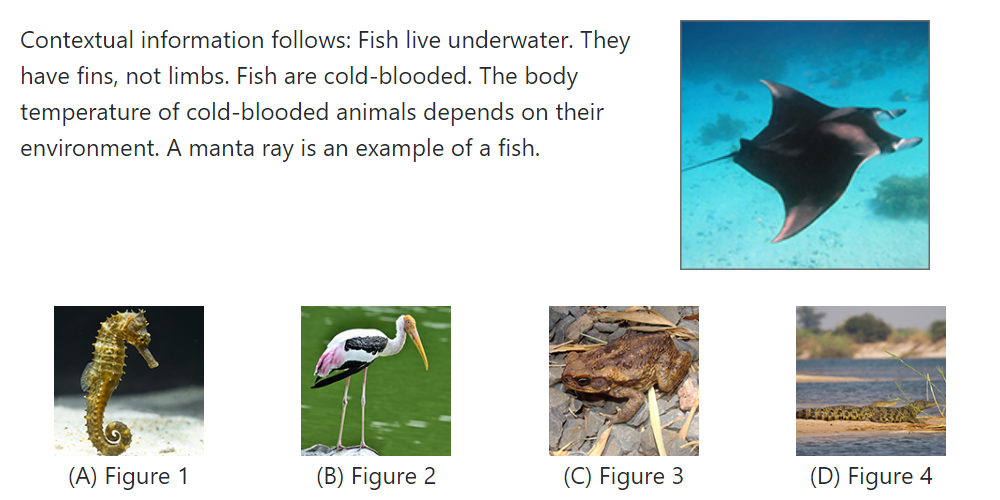 Contextual information follows: Fish live underwater. They
have fins, not limbs. Fish are cold-blooded. The body
temperature of cold-blooded animals depends on their
environment. A manta ray is an example of a fish.
(A) Figure 1
(B) Figure 2
(C) Figure 3
(D) Figure 4